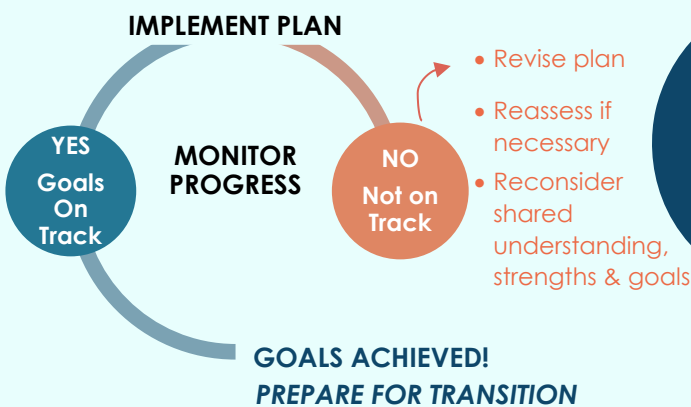 IMPLEMENT PLAN
YES
Goals
On
Track
MONITOR
PROGRESS
NO
Not on
Track
• Revise plan
• Reassess if
necessary
• Reconsider
shared
understanding,
strengths & goals
GOALS ACHIEVED!
PREPARE FOR TRANSITION